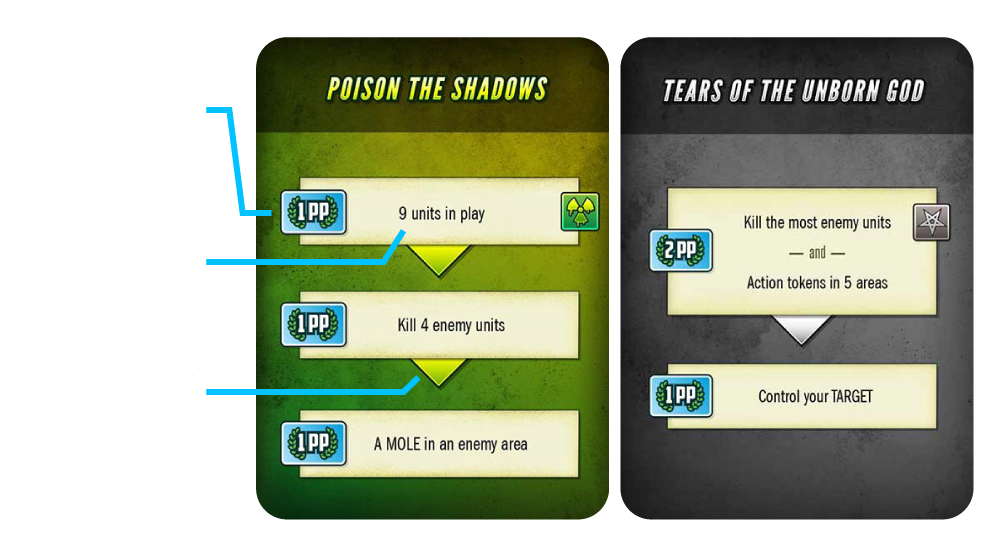 POISON THE SHADOWS
1PP
9 units in play
1PP
Kill 4 enemy units
1PP
A MOLE in an enemy area
TEARS OF THE UNBORN GOD
2PP
Kill the most enemy units
— and —
Action tokens in 5 areas
1PP
Control your TARGET